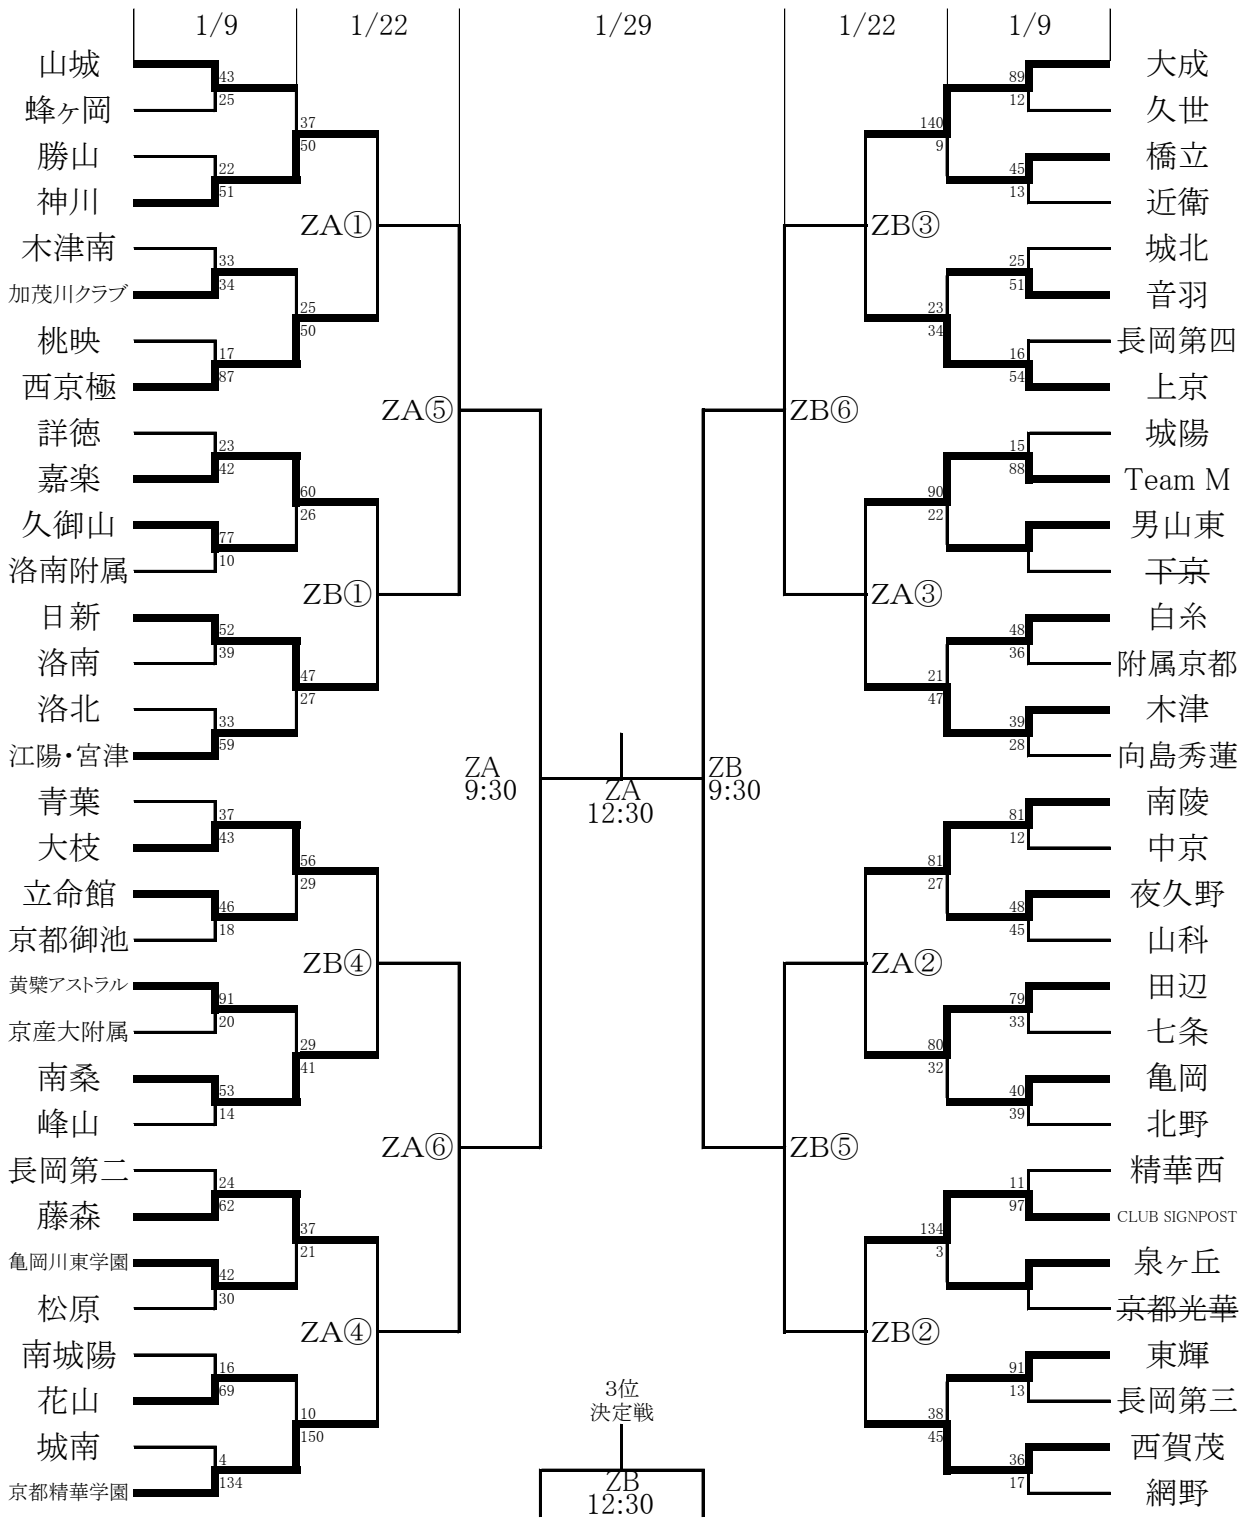 1/9 1/22 1/29 1/22 1/9
山城
43
蜂ヶ岡
25
37
勝山
50
22
神川
51
ZA①
木津南
33
加茂川クラブ
34
25
桃映
50
17
西京極
87
ZA⑤
詳徳
23
嘉楽
42
60
久御山
26
77
洛南附属
10
ZB①
日新
52
洛南
39
47
洛北
27
33
江陽・宮津
59
ZA
9:30
青葉
37
大枝
43
56
立命館
29
46
京都御池
18
ZB④
黄檗アストラル
91
京産大附属
20
29
南桑
41
53
峰山
14
ZA⑥
長岡第二
24
藤森
62
37
亀岡川東学園
21
42
松原
30
ZA④
南城陽
16
花山
69
10
城南
150
4
京都精華学園
134
ZA
12:30
3位
決定戦
ZB
12:30
大成
89
久世
12
140
橋立
9
45
近衛
13
ZB③
城北
25
音羽
51
23
長岡第四
34
16
上京
54
ZB⑥
城陽
15
Team M
88
90
男山東
22
下京
ZA③
白糸
48
附属京都
36
21
木津
47
39
向島秀蓮
28
ZB
9:30
南陵
81
中京
12
81
夜久野
27
48
山科
45
ZA②
田辺
79
七条
33
80
亀岡
32
40
北野
39
ZB⑤
精華西
11
CLUB SIGNPOST
97
134
泉ヶ丘
3
京都光華
ZB②
東輝
91
長岡第三
13
38
西賀茂
45
36
網野
17